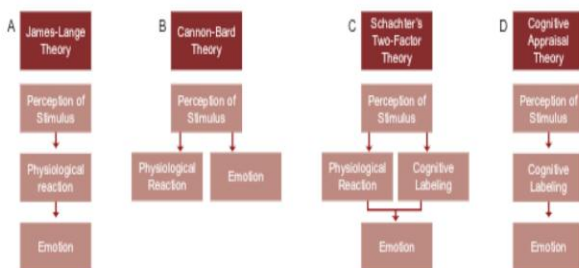 A
James-Lange
Theory
Perception of
Stimulus
Physiological
reaction
Emotion
B
Cannon-Bard
Theory
Perception of
Stimulus
Physiological
Reaction
Emotion
C
Schachter's
Two-Factor
Theory
Perception of
Stimulus
Physiological
Reaction
Cognitive
Labeling
Emotion
D
Cognitive
Appraisal
Theory
Perception of
Stimulus
Cognitive
Labeling
Emotion